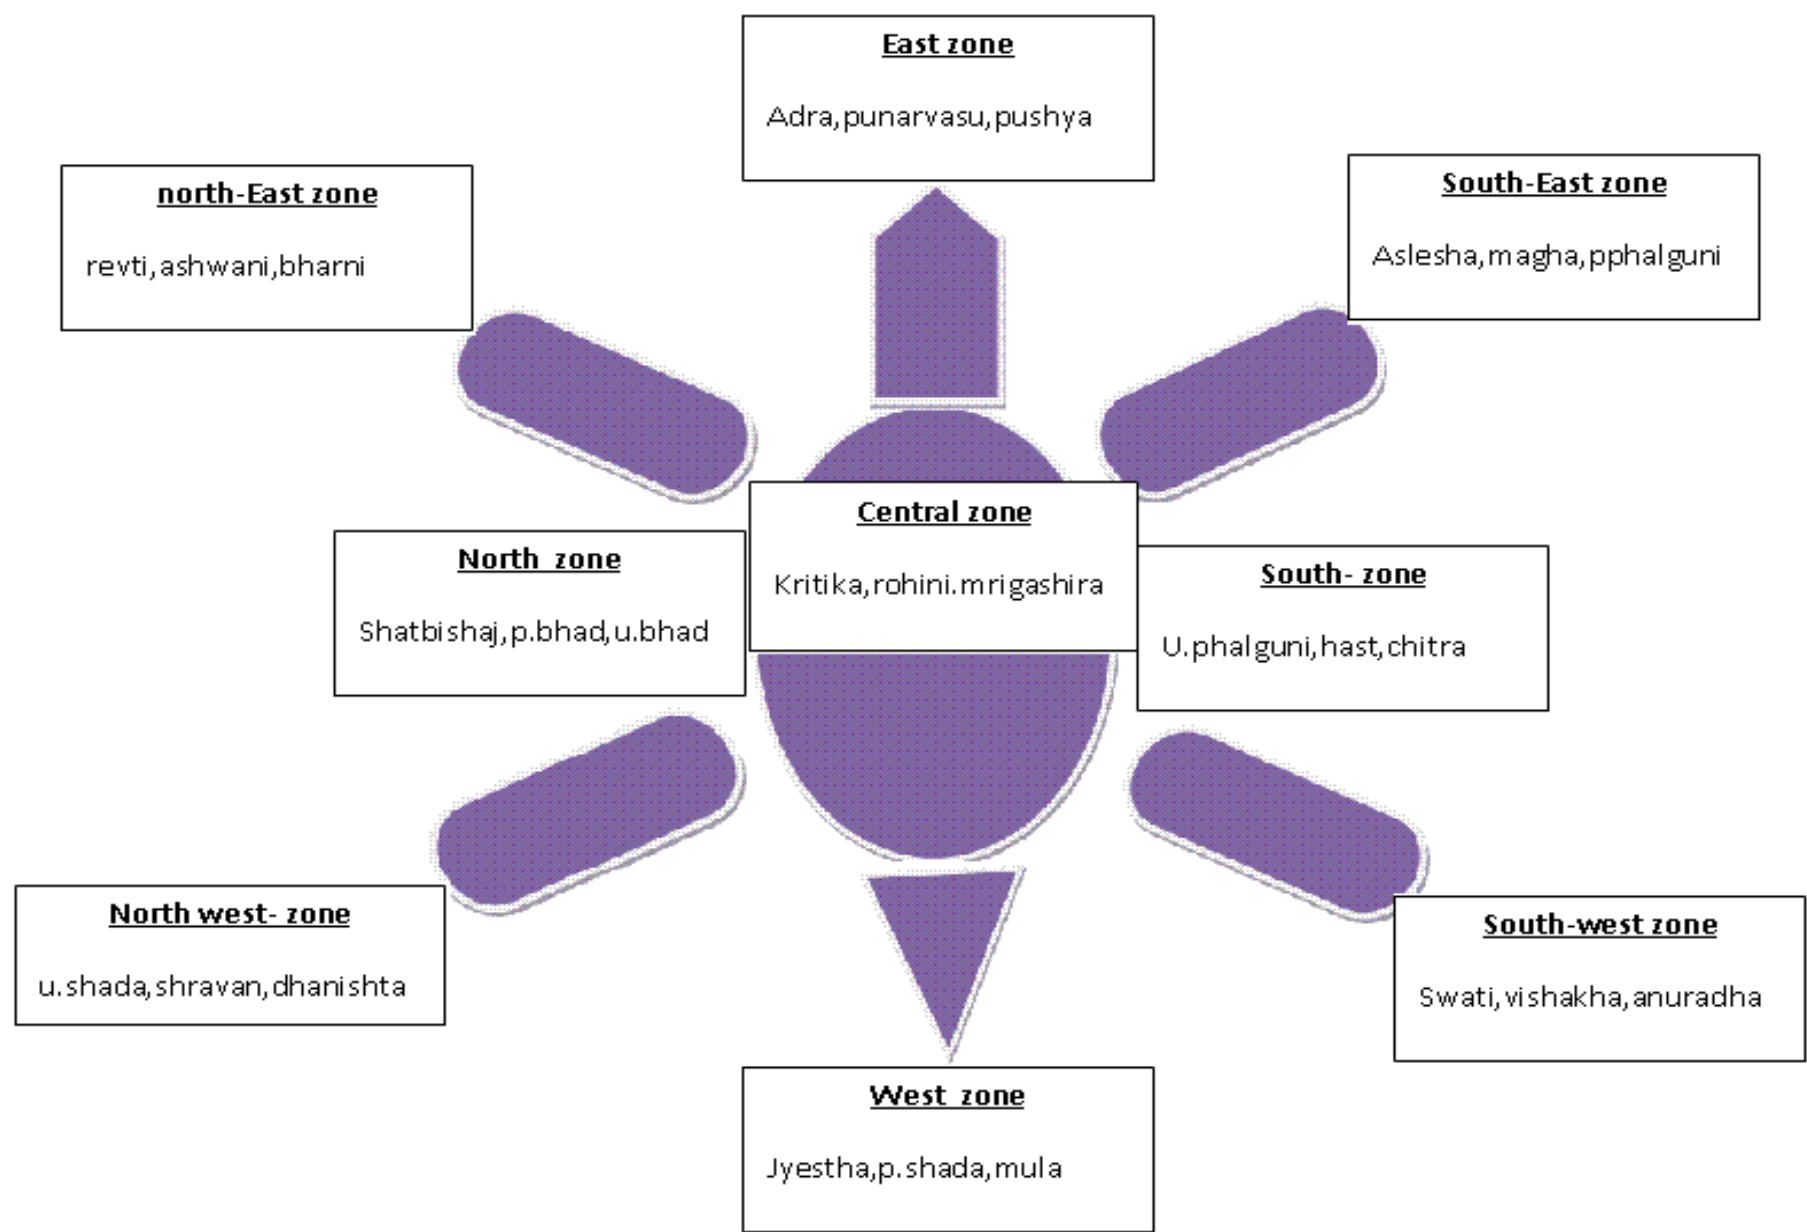 East zone
Adra,punarvasu,pushya
north-East zone
revti,ashwani,bharni
South-East zone
Aslesha,magha,pphalguni
Central zone
Kritika,rohini.mrigashira
North zone
Shatbishaj,p.bhad,u.bhad
South- zone
U.phalguni,hast,chitra
North west- zone
u.shada,shravan,dhanishta
South-west zone
Swati,vishakha,anuradha
West zone
Jyestha,p.shada,mula